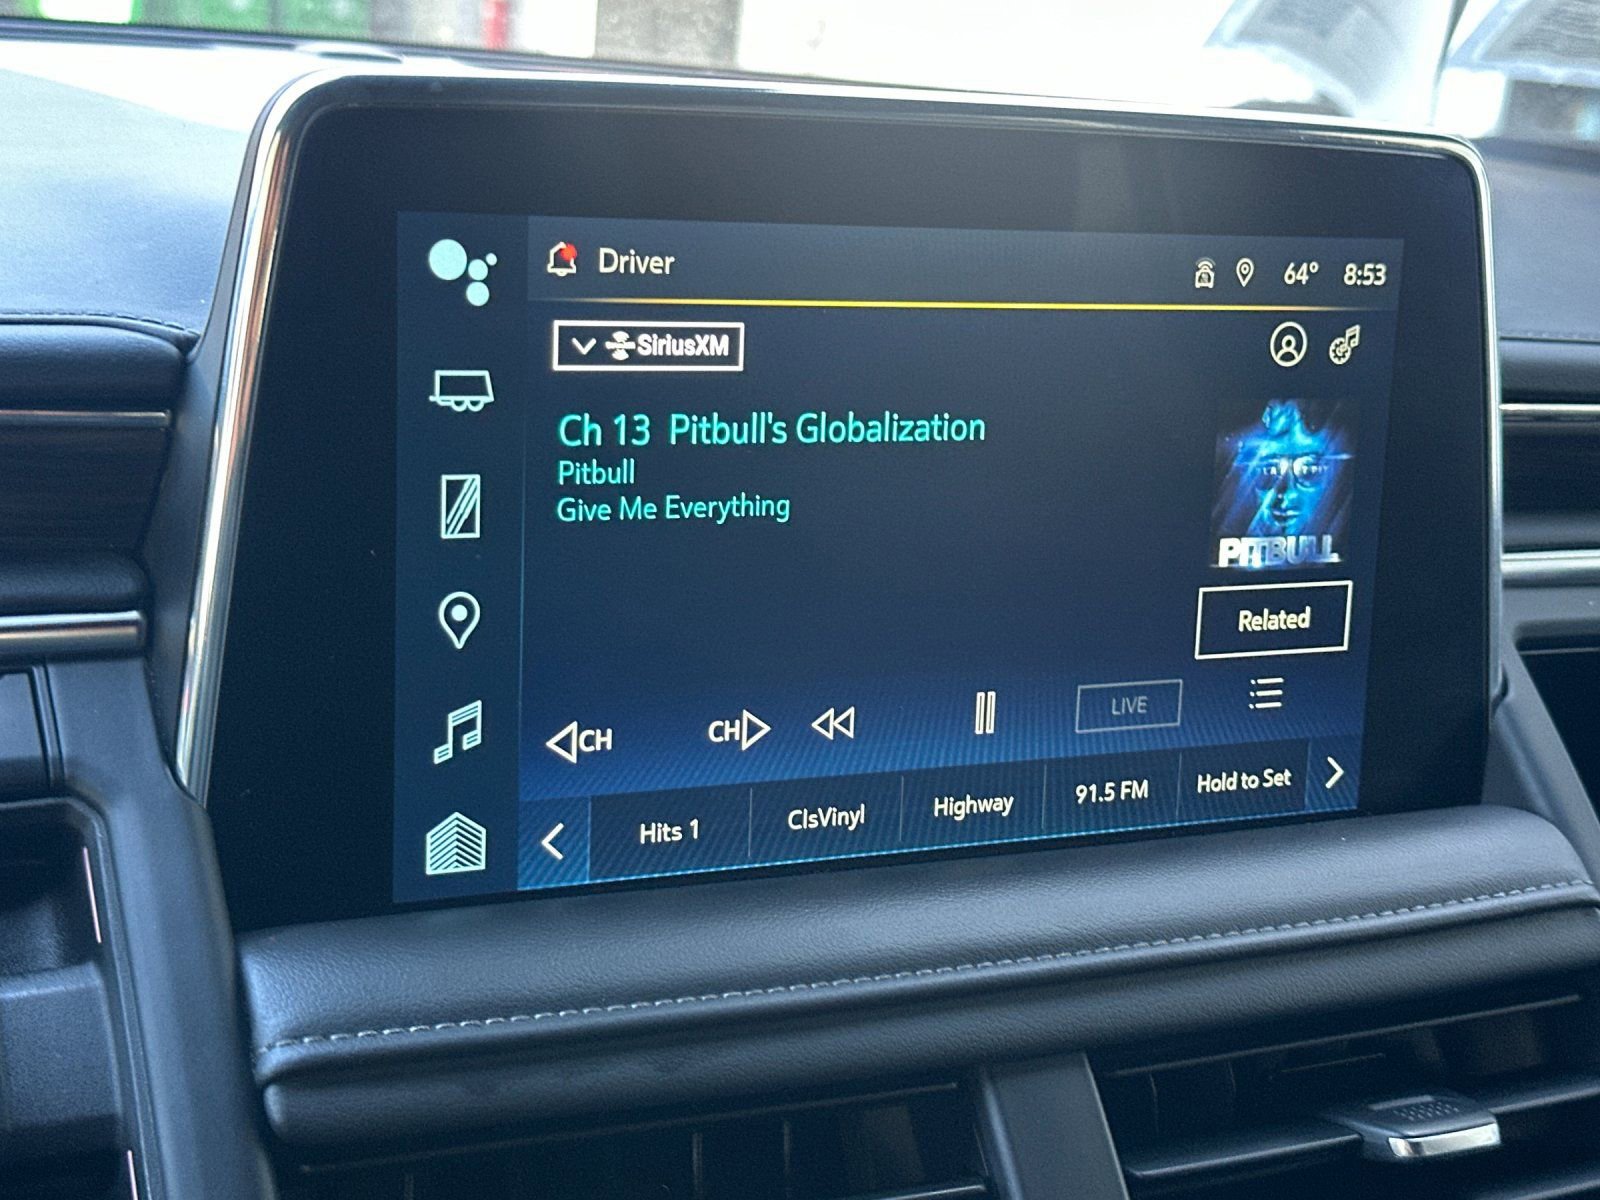 Driver
64° 8:53
SiriusXM
Ch 13 Pitbull's Globalization
Pitbull
Give Me Everything
PITBULL
Related
CH
CH
LIVE
Hits 1
ClsVinyl
Highway
91.5 FM
Hold to Set